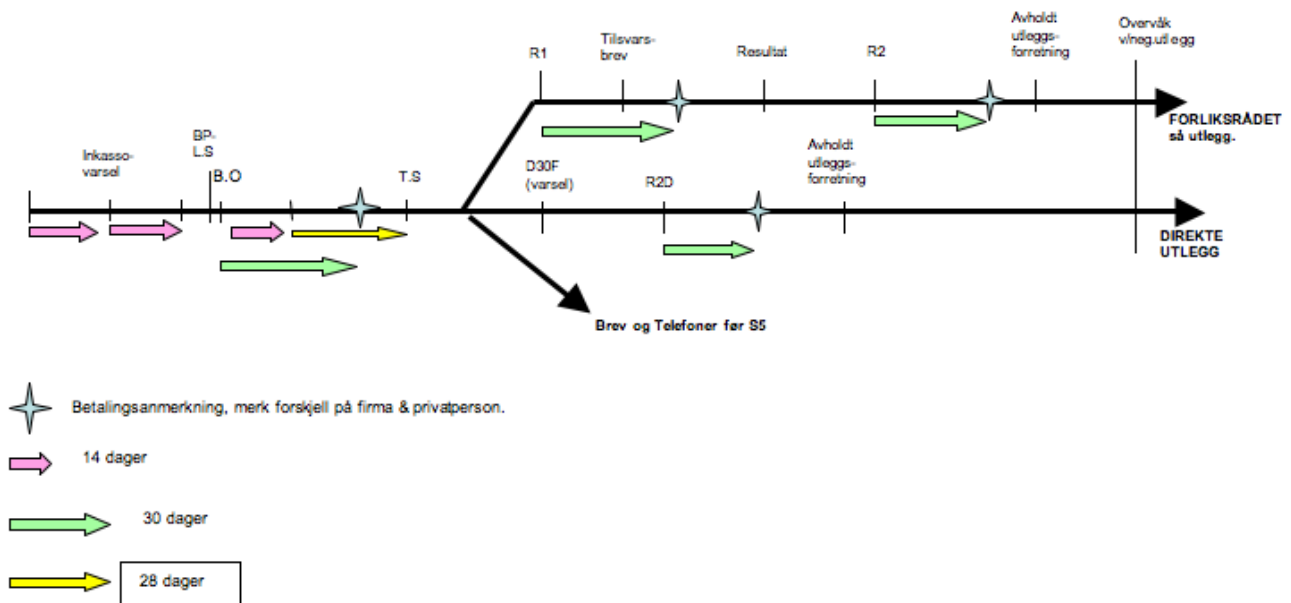 Avholdt
utleggs-
forretning
Overvåk
v/neg.utlegg
Tilsvars-
brev
R1
Resultat
R2
FORLIKSRÅDET
så utlegg.
BP-
L.S
Inkasso-
varsel
B.O
T.S
D30F
(varsel)
R2D
Avholdt
utleggs-
forretning
DIREKTE
UTLEGG
Brev og Telefoner før S5
Betalingsanmerkning, merk forskjell på firma & privatperson.
14 dager
30 dager
28 dager